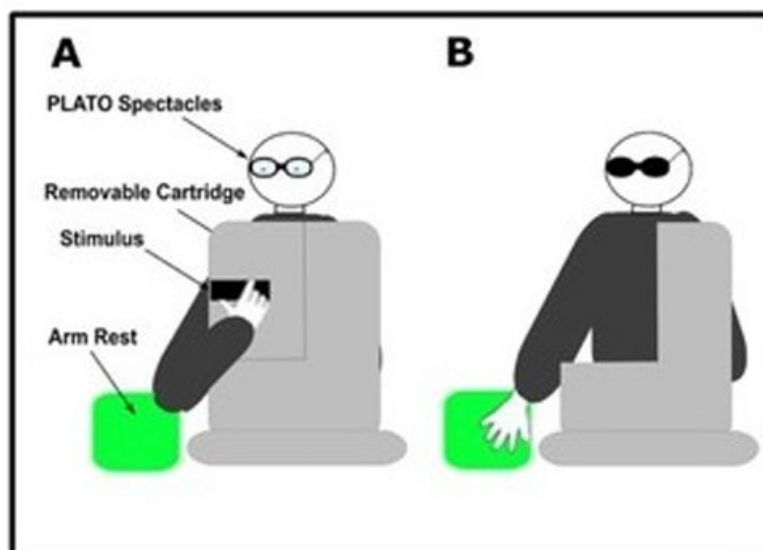 A
B
PLATO Spectacles
Removable Cartridge
Stimulus
Arm Rest